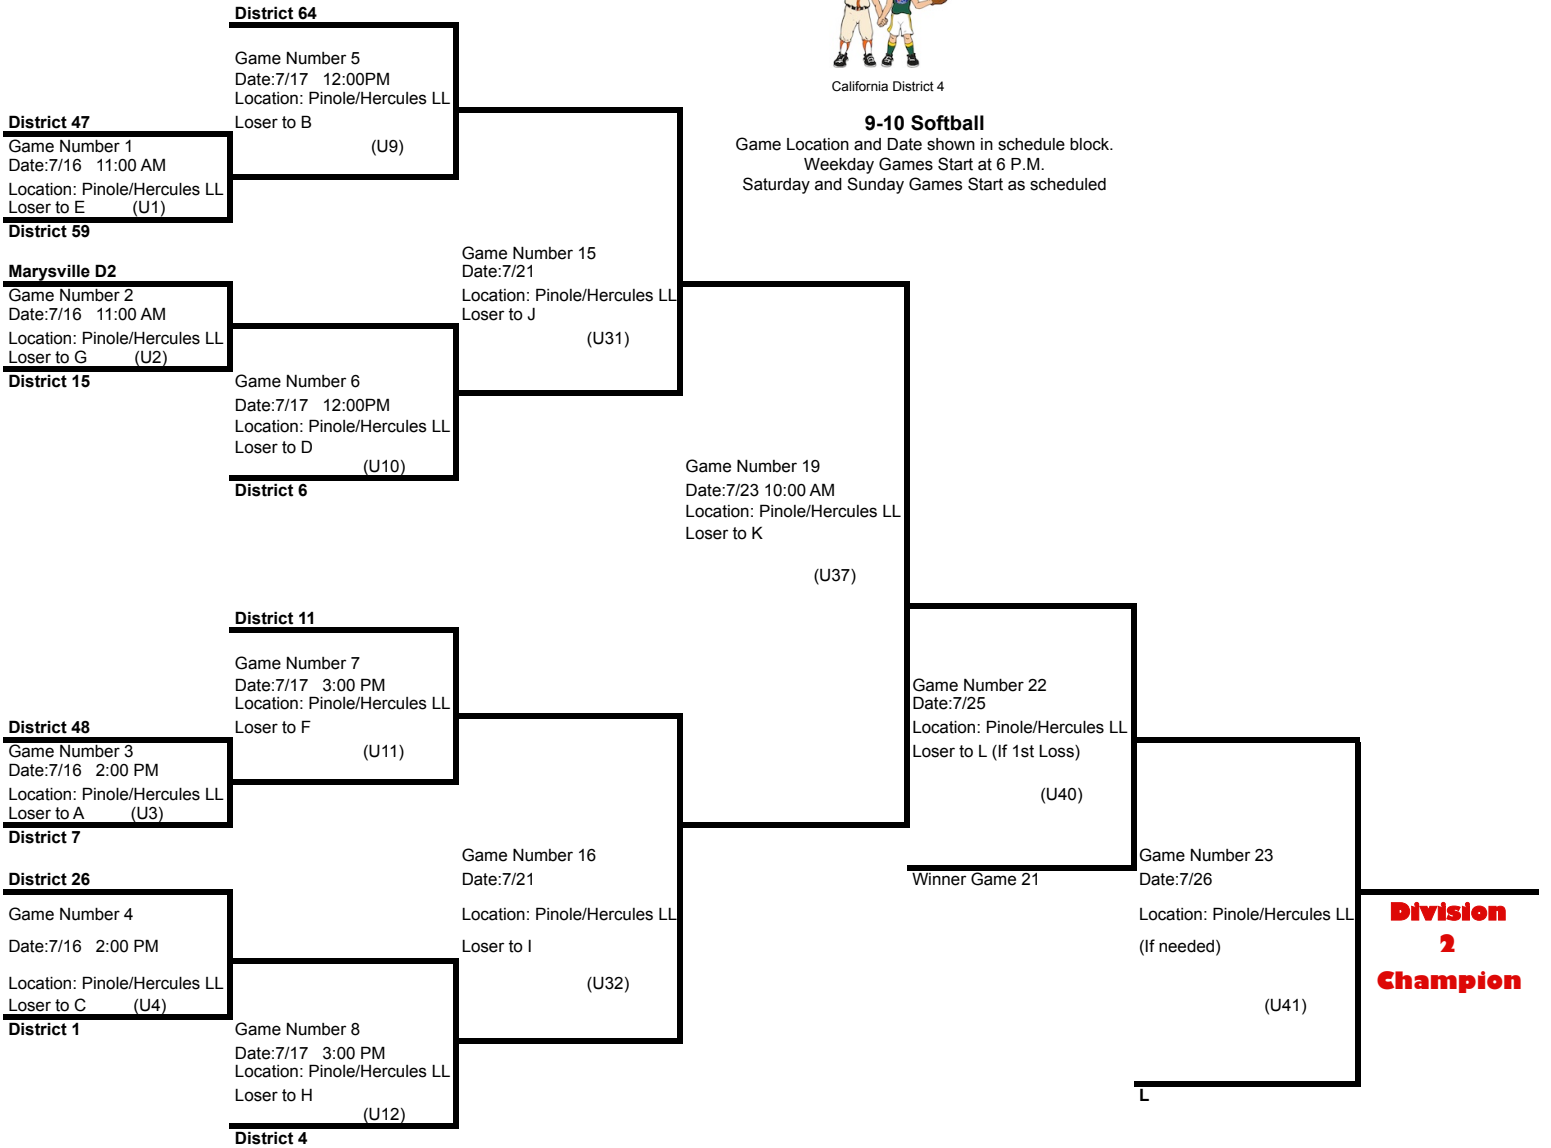 District 64
Game Number 5
Date:7/17 12:00PM
Location: Pinole/Hercules LL
Loser to B
(U9)
California District 4
9-10 Softball
Game Location and Date shown in schedule block.
Weekday Games Start at 6 P.M.
Saturday and Sunday Games Start as scheduled
District 47
Game Number 1
Date:7/16 11:00 AM
Location: Pinole/Hercules LL
Loser to E (U1)
District 59
Marysville D2
Game Number 2
Date:7/16 11:00 AM
Location: Pinole/Hercules LL
Loser to G (U2)
District 15
Game Number 15
Date:7/21
Location: Pinole/Hercules LL
Loser to J
(U31)
Game Number 6
Date:7/17 12:00PM
Location: Pinole/Hercules LL
Loser to D
(U10)
District 6
Game Number 19
Date:7/23 10:00 AM
Location: Pinole/Hercules LL
Loser to K
(U37)
District 11
Game Number 7
Date:7/17 3:00 PM
Location: Pinole/Hercules LL
Loser to F
(U11)
District 48
Game Number 3
Date:7/16 2:00 PM
Location: Pinole/Hercules LL
Loser to A (U3)
District 7
Game Number 22
Date:7/25
Location: Pinole/Hercules LL
Loser to L (If 1st Loss)
(U40)
Winner Game 21
District 26
Game Number 4
Date:7/16 2:00 PM
Location: Pinole/Hercules LL
Loser to C (U4)
District 1
Game Number 16
Date:7/21
Location: Pinole/Hercules LL
Loser to I
(U32)
Game Number 8
Date:7/17 3:00 PM
Location: Pinole/Hercules LL
Loser to H
(U12)
District 4
Game Number 23
Date:7/26
Location: Pinole/Hercules LL
(If needed)
(U41)
L
Division
2
Champion